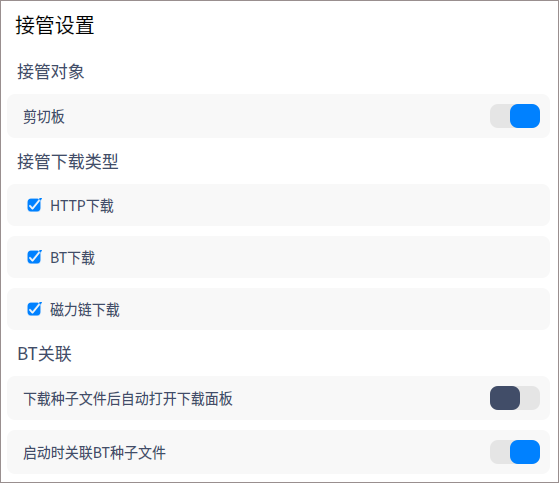 接管设置
接管对象
剪切板
接管下载类型
HTTP下载
BT下载
磁力链下载
BT关联
下载种子文件后自动打开下载面板
启动时关联BT种子文件